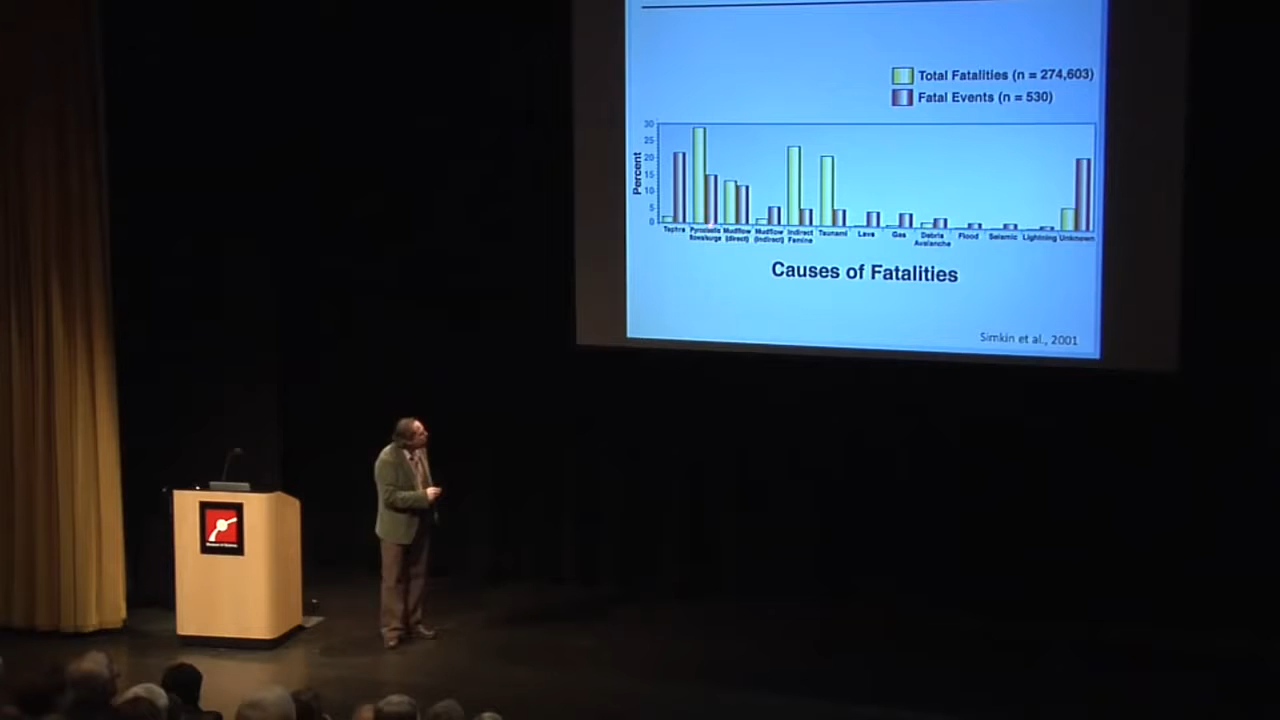 Total Fatalities (n = 274,603)
Fatal Events (n = 530)
30
25
20
15
10
5
0
Percent
Tephra Pyroclastic Mudflow Mudflow Indirect Tsunami Lava Gas Debris Flood Seismic Lightning Unknown
flow/surge (direct) (indirect) Famine Avalanche
Causes of Fatalities
Simkin et al., 2001